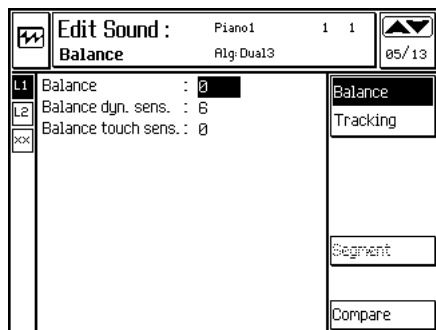 Edit Sound : Piano1 1 1
Balance Alg:Dual3 05/13
L1 Balance : 0 Balance
L2 Balance dyn. sens. : 6 Tracking
xx Balance touch sens. : 0
Segment
Compare